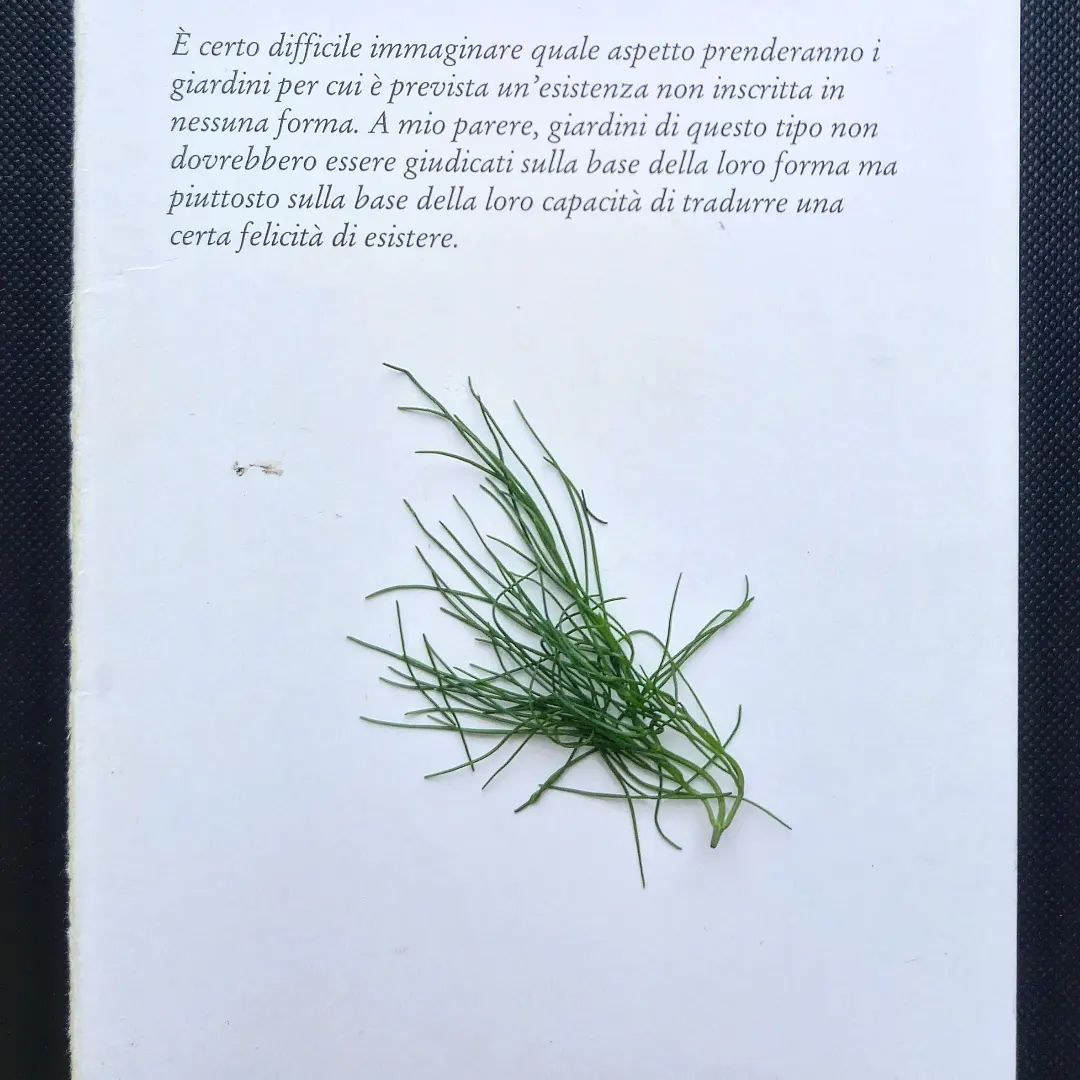 È certo difficile immaginare quale aspetto prenderanno i
giardini per cui è prevista un'esistenza non inscritta in
nessuna forma. A mio parere, giardini di questo tipo non
dovrebbero essere giudicati sulla base della loro forma ma
piuttosto sulla base della loro capacità di tradurre una
certa felicità di esistere.